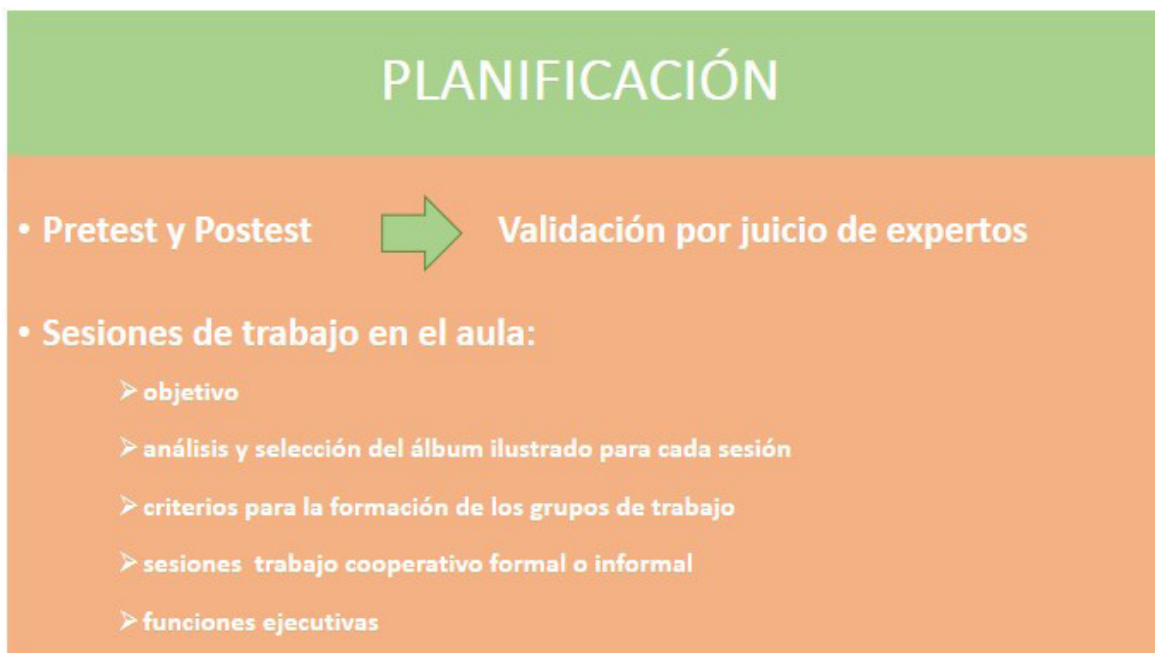 PLANIFICACIÓN
• Pretest y Postest Validación por juicio de expertos
• Sesiones de trabajo en el aula:
➢ objetivo
➢ análisis y selección del álbum ilustrado para cada sesión
➢ criterios para la formación de los grupos de trabajo
➢ sesiones trabajo cooperativo formal o informal
➢ funciones ejecutivas